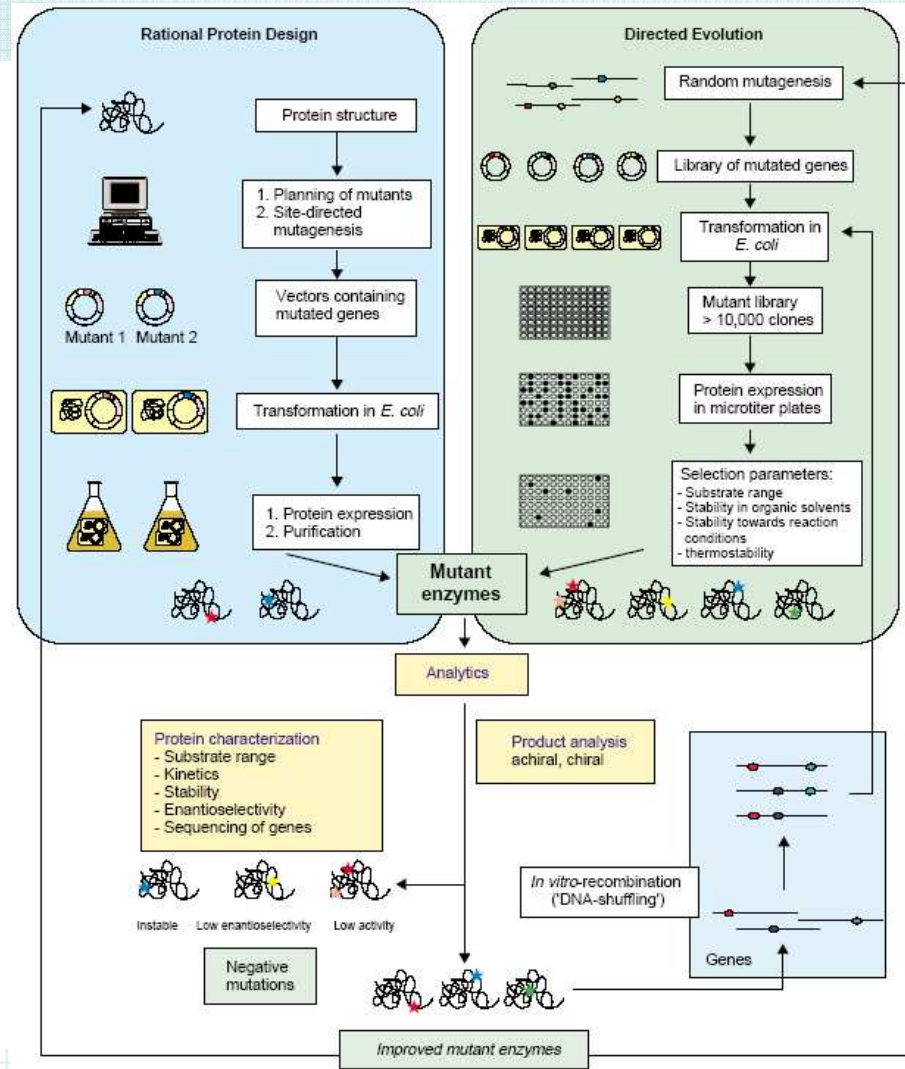 Rational Protein Design
Protein structure
1. Planning of mutants
2. Site-directed
mutagenesis
Vectors containing
mutated genes
Mutant 1 Mutant 2
Transformation in E. coli
1. Protein expression
2. Purification
Directed Evolution
Random mutagenesis
Library of mutated genes
Transformation in
E. coli
Mutant library
> 10,000 clones
Protein expression
in microtiter plates
Selection parameters:
- Substrate range
- Stability in organic solvents
- Stability towards reaction
conditions
- thermostability
Mutant
enzymes
Analytics
Protein characterization
- Substrate range
- Kinetics
- Stability
- Enantioselectivity
- Sequencing of genes
Product analysis
achiral, chiral
Instable Low enantioselectivity Low activity
Negative
mutations
In vitro-recombination
('DNA-shuffling')
Genes
Improved mutant enzymes